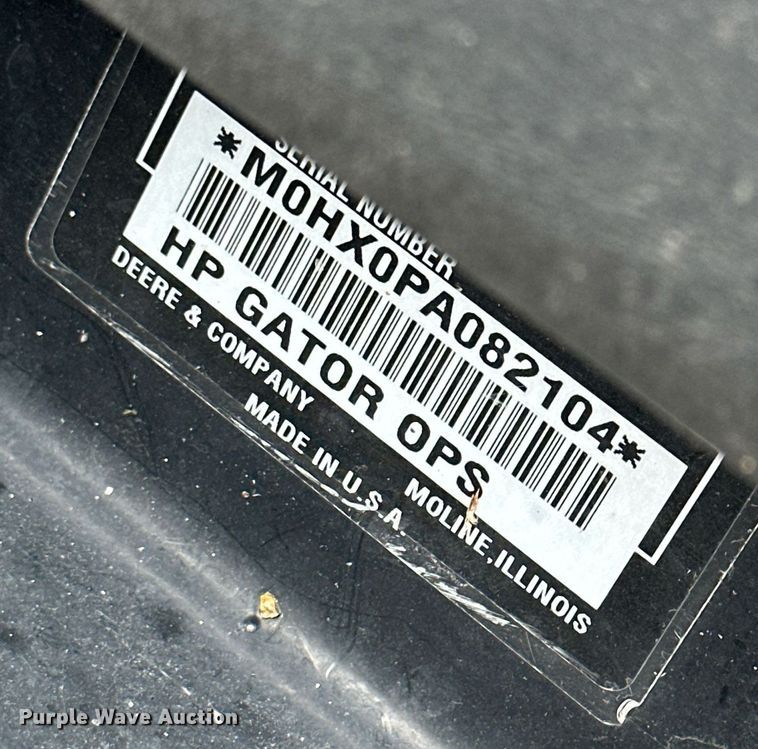 SERIAL NUMBER
*M0HX0PA082104*
HP GATOR OPS
DEERE & COMPANY MOLINE, ILLINOIS
MADE IN U.S.A.
Purple Wave Auction